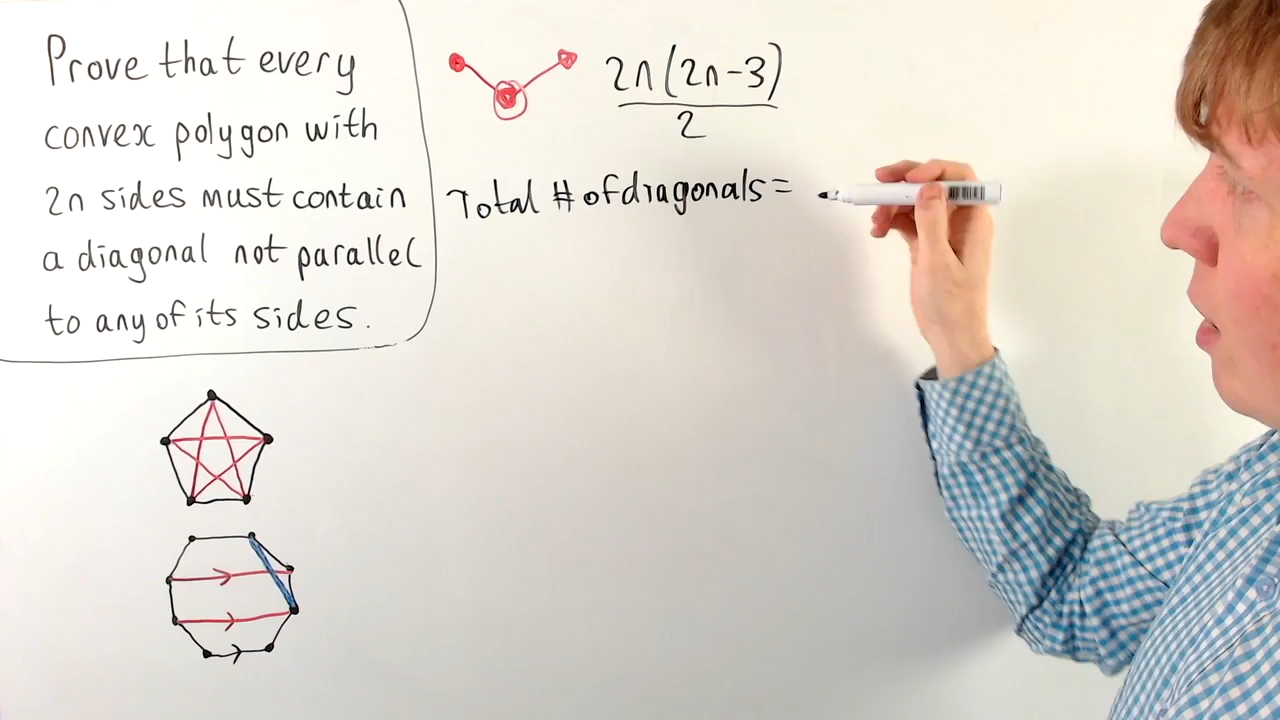 Prove that every
convex polygon with
2n sides must contain
a diagonal not parallel
to any of its sides.
2n(2n-3)
2
Total # of diagonals =